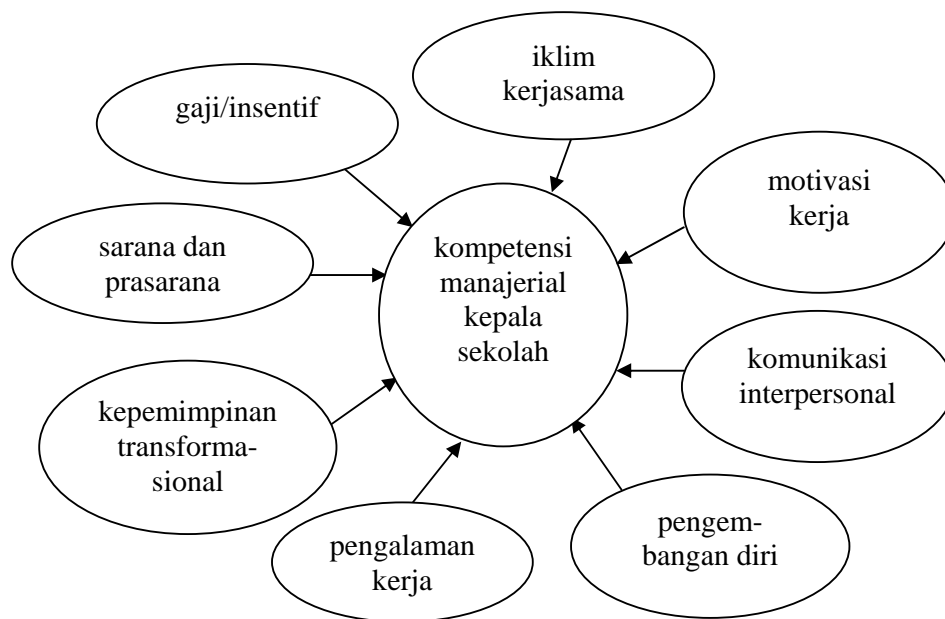 iklim
kerjasama
gaji/insentif
motivasi
kerja
sarana dan
prasarana
kompetensi
manajerial
kepala
sekolah
komunikasi
interpersonal
kepemimpinan
transforma-
sional
pengalaman
kerja
pengem-
bangan diri